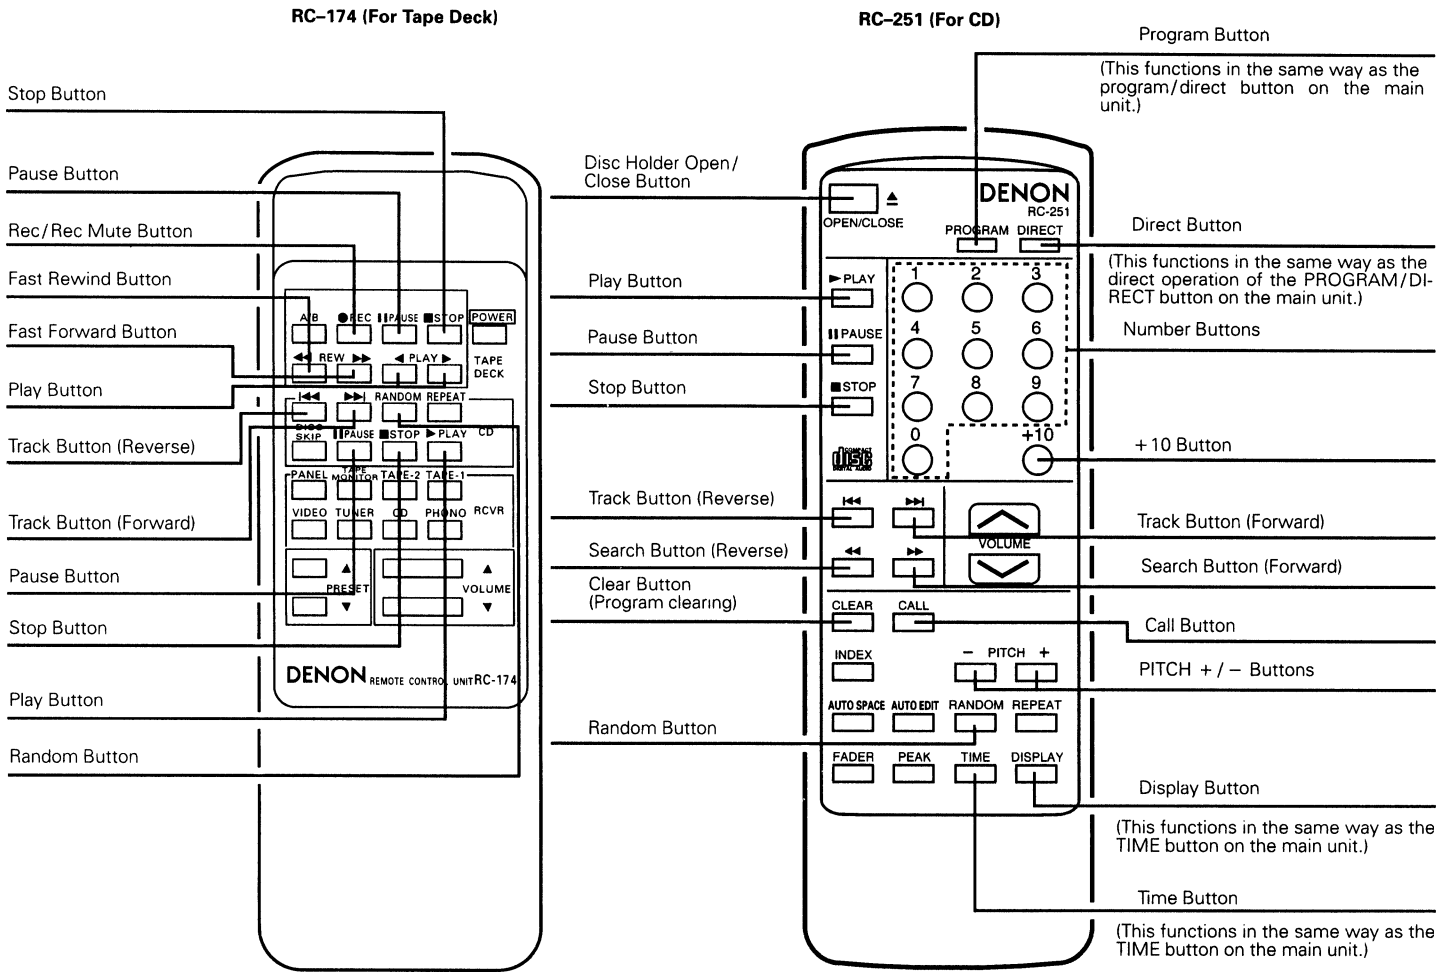 RC–174 (For Tape Deck)
Stop Button
Pause Button
Rec/Rec Mute Button
Fast Rewind Button
Fast Forward Button
Play Button
Track Button (Reverse)
Track Button (Forward)
Pause Button
Stop Button
Play Button
Random Button
A/B ●REC ❚❚PAUSE ■STOP POWER
◀◀ REW ▶▶ ◀ PLAY ▶ TAPE
DECK
|◀◀ ▶▶| RANDOM REPEAT
DISC
SKIP ❚❚PAUSE ■STOP ▶PLAY CD
PANEL TAPE
MONITOR TAPE-2 TAPE-1
VIDEO TUNER CD PHONO RCVR
▲ ▲
PRESET VOLUME
▼ ▼
DENON REMOTE CONTROL UNIT RC-174
RC–251 (For CD)
Disc Holder Open/
Close Button
Play Button
Pause Button
Stop Button
Track Button (Reverse)
Search Button (Reverse)
Clear Button
(Program clearing)
Random Button
DENON
RC-251
OPEN/CLOSE
PROGRAM DIRECT
▶PLAY 1 2 3
❚❚PAUSE 4 5 6
■STOP 7 8 9
0 +10
COMPACT
disc
DIGITAL AUDIO
|◀◀ ▶▶|
VOLUME
◀◀ ▶▶
CLEAR CALL
INDEX − PITCH +
AUTO SPACE AUTO EDIT RANDOM REPEAT
FADER PEAK TIME DISPLAY
Program Button
(This functions in the same way as the
program/direct button on the main
unit.)
Direct Button
(This functions in the same way as the
direct operation of the PROGRAM/DI-
RECT button on the main unit.)
Number Buttons
+10 Button
Track Button (Forward)
Search Button (Forward)
Call Button
PITCH +/− Buttons
Display Button
(This functions in the same way as the
TIME button on the main unit.)
Time Button
(This functions in the same way as the
TIME button on the main unit.)